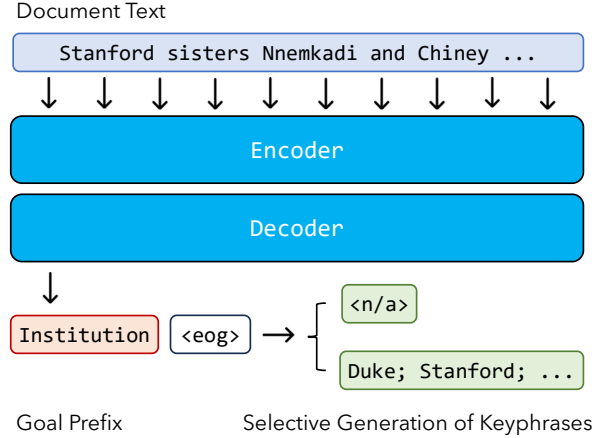 Document Text
Stanford sisters Nnemkadi and Chiney ...
Encoder
Decoder
<n/a>
Institution <eog>
Duke; Stanford; ...
Goal Prefix Selective Generation of Keyphrases